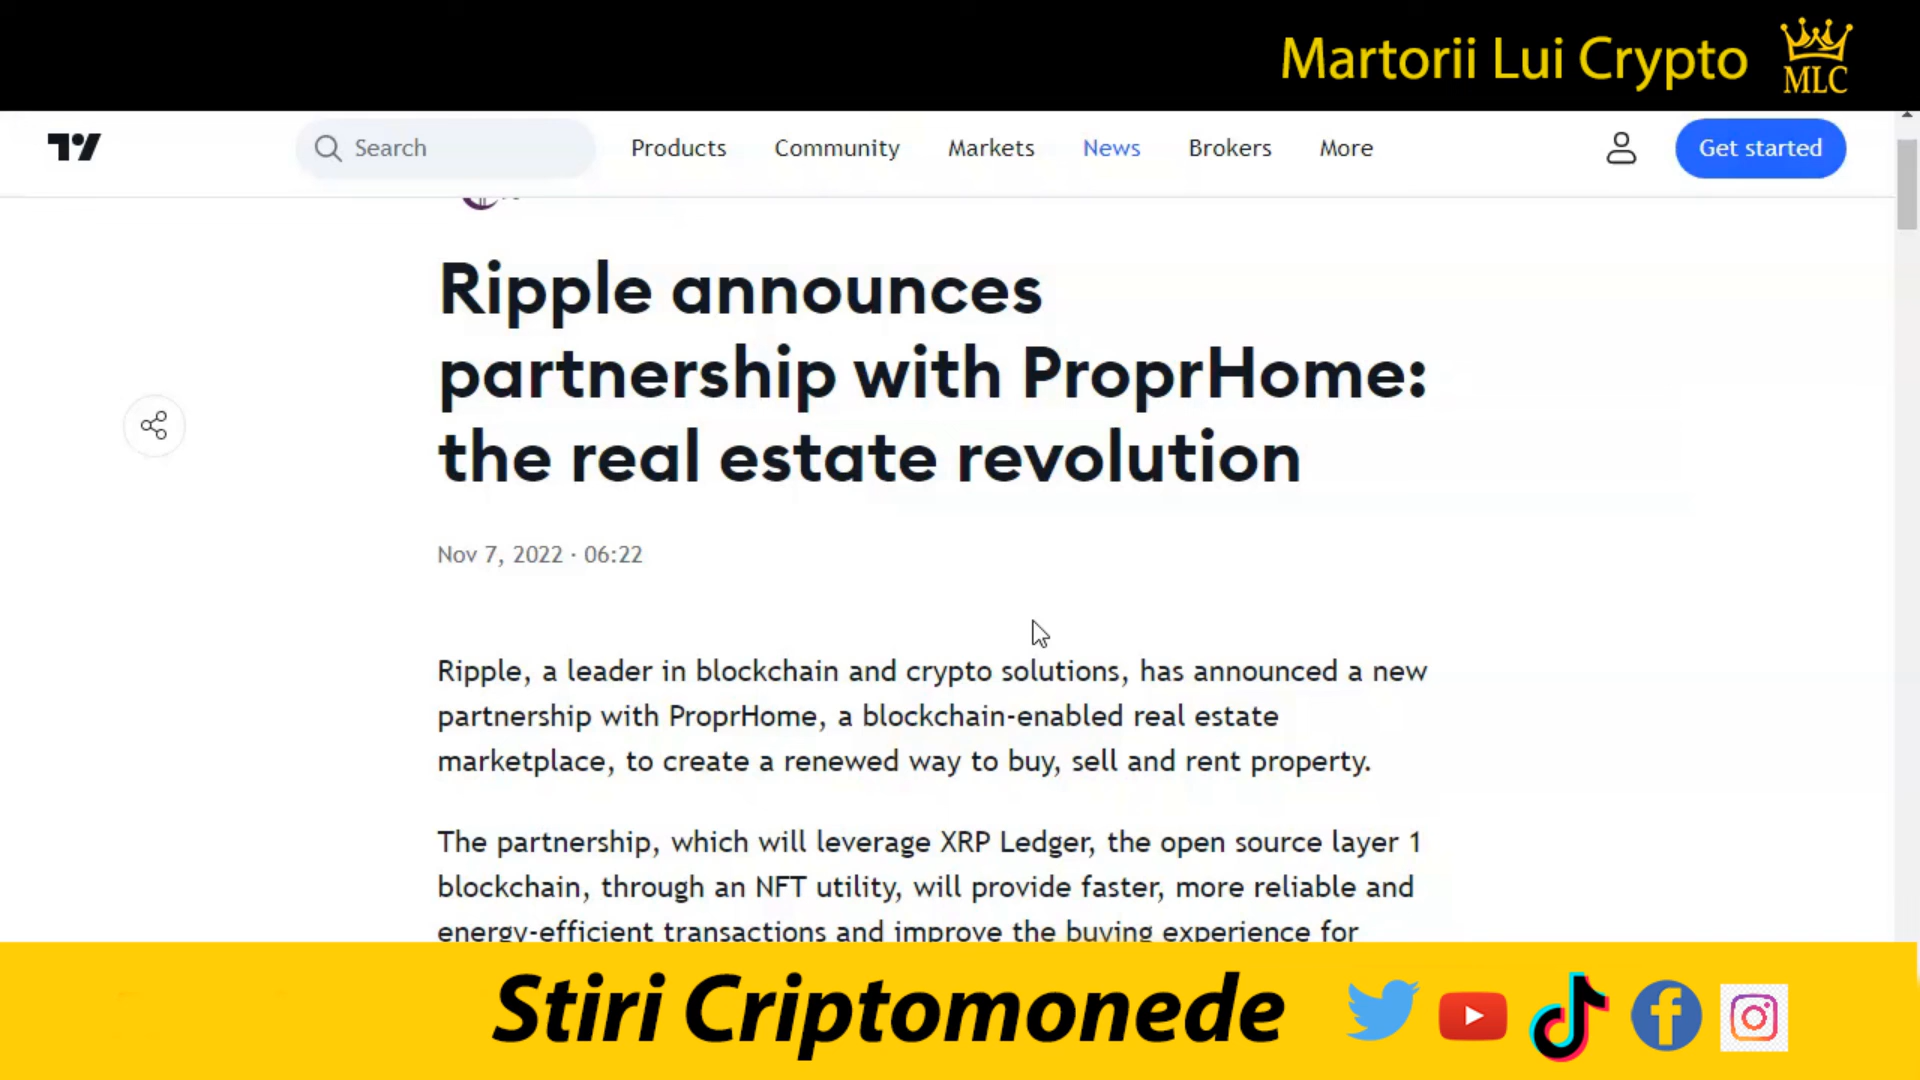 Martorii Lui Crypto
MLC
Search Products Community Markets News Brokers More Get started
Ripple announces
partnership with ProprHome:
the real estate revolution
Nov 7, 2022 · 06:22
Ripple, a leader in blockchain and crypto solutions, has announced a new
partnership with ProprHome, a blockchain-enabled real estate
marketplace, to create a renewed way to buy, sell and rent property.
The partnership, which will leverage XRP Ledger, the open source layer 1
blockchain, through an NFT utility, will provide faster, more reliable and
energy-efficient transactions and improve the buying experience for
Stiri Criptomonede